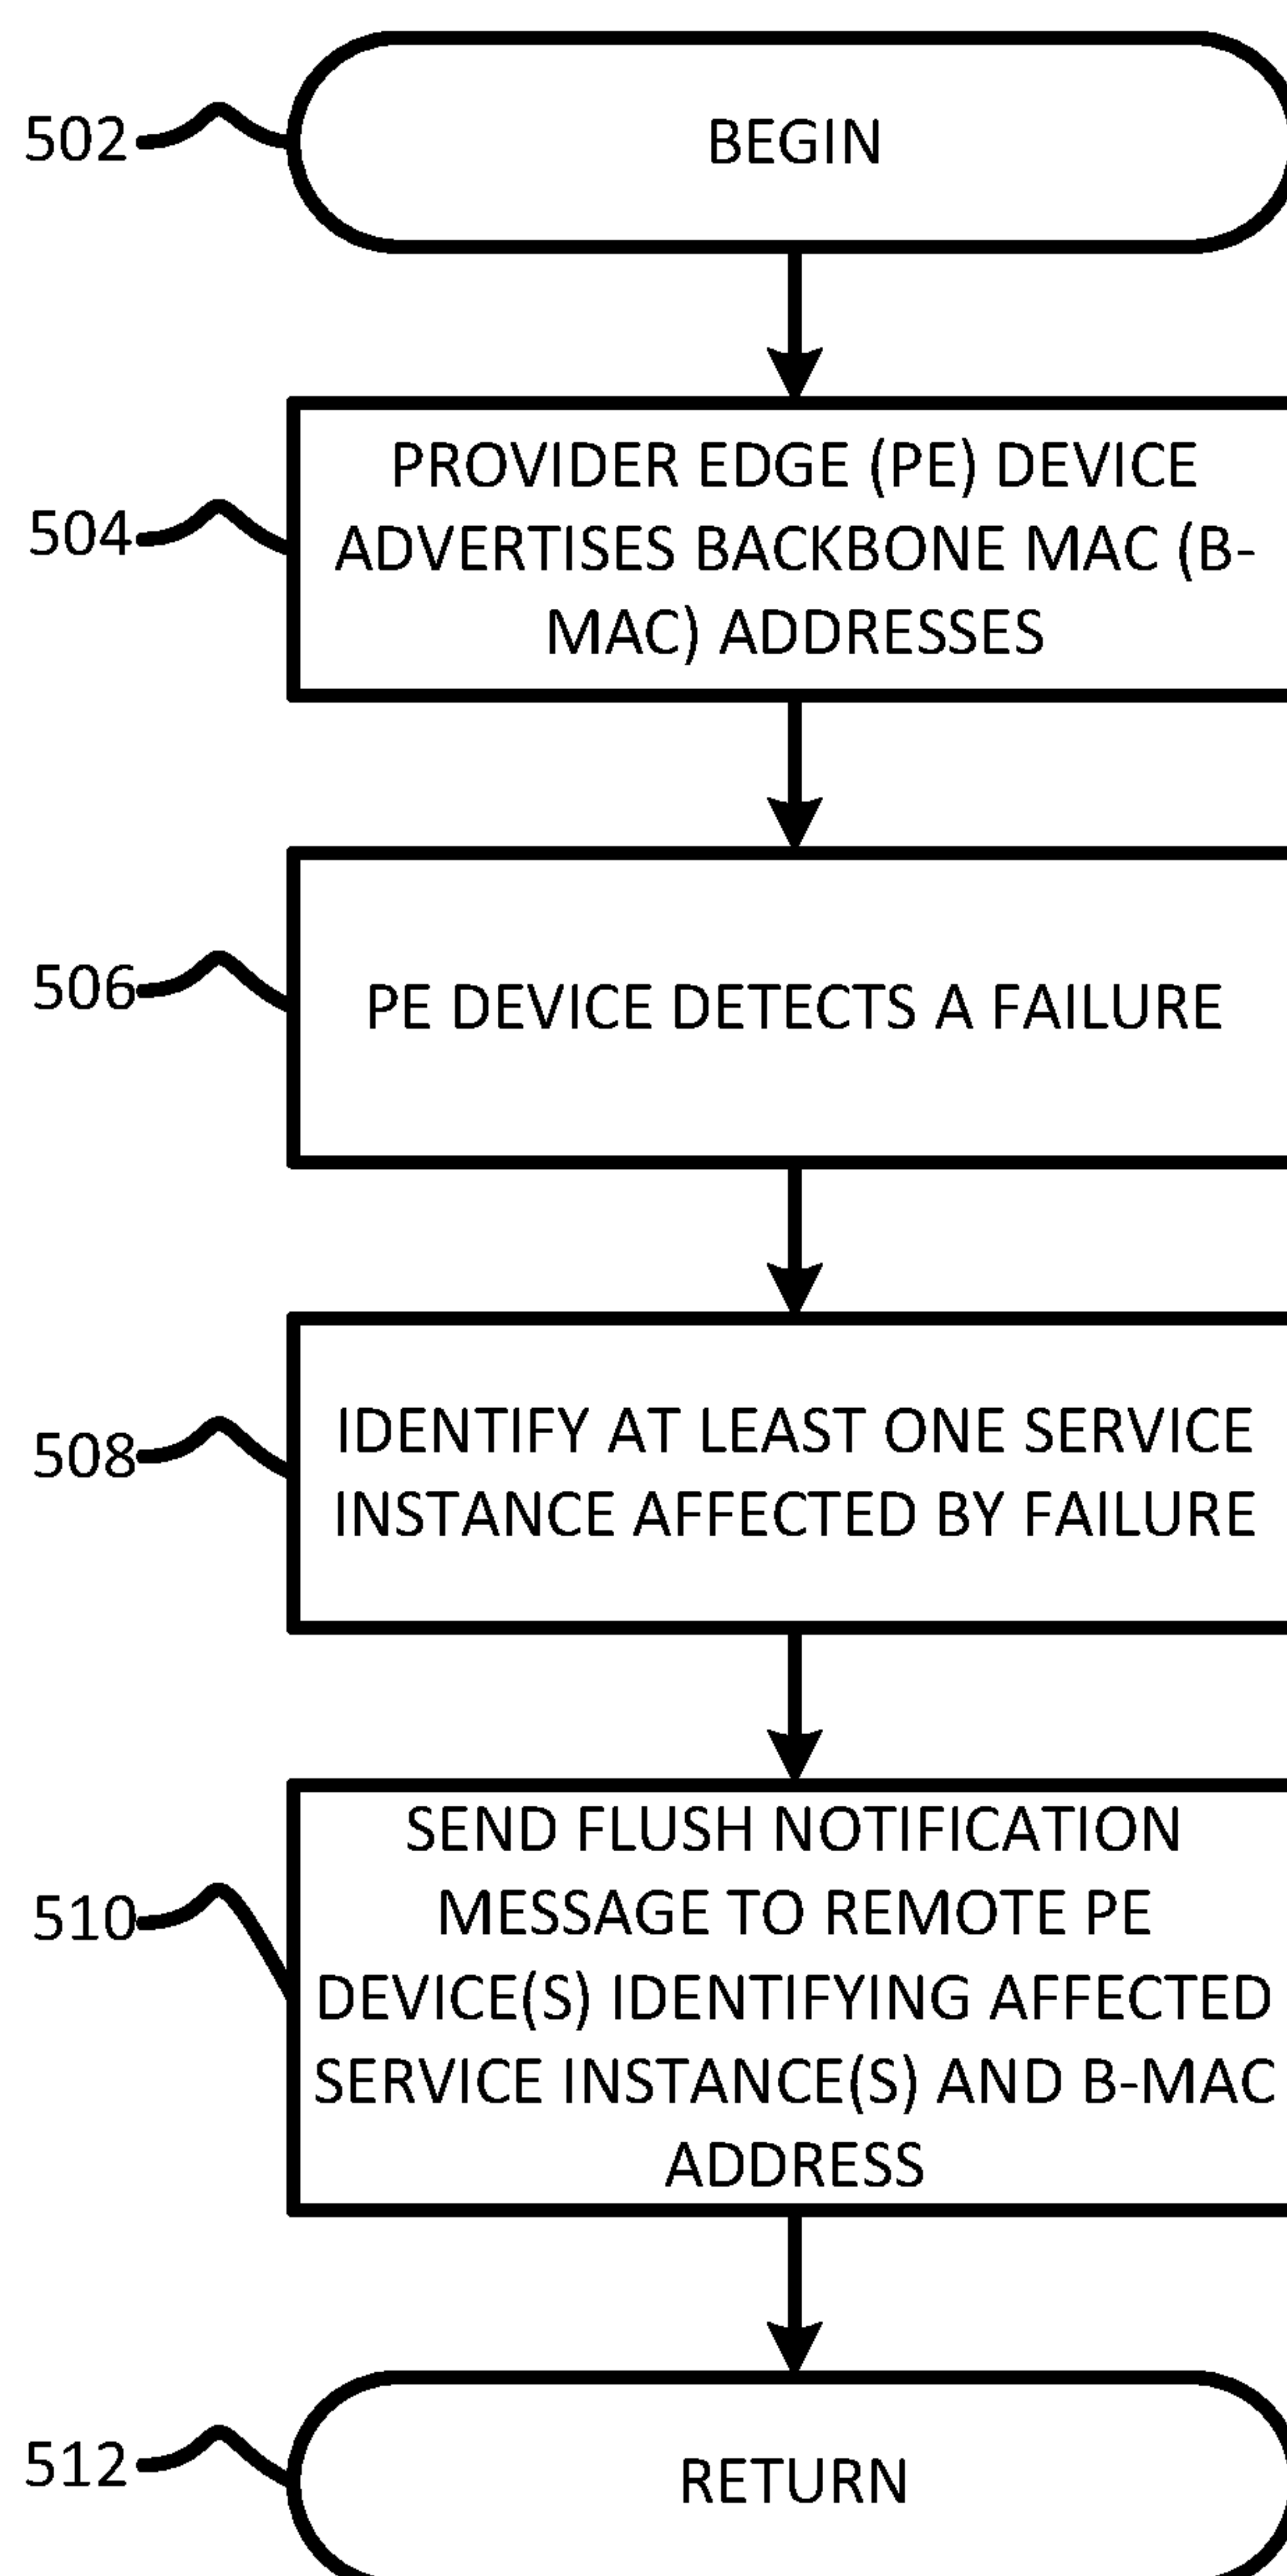 502
BEGIN
504
PROVIDER EDGE (PE) DEVICE
ADVERTISES BACKBONE MAC (B-
MAC) ADDRESSES
506
PE DEVICE DETECTS A FAILURE
508
IDENTIFY AT LEAST ONE SERVICE
INSTANCE AFFECTED BY FAILURE
510
SEND FLUSH NOTIFICATION
MESSAGE TO REMOTE PE
DEVICE(S) IDENTIFYING AFFECTED
SERVICE INSTANCE(S) AND B-MAC
ADDRESS
512
RETURN